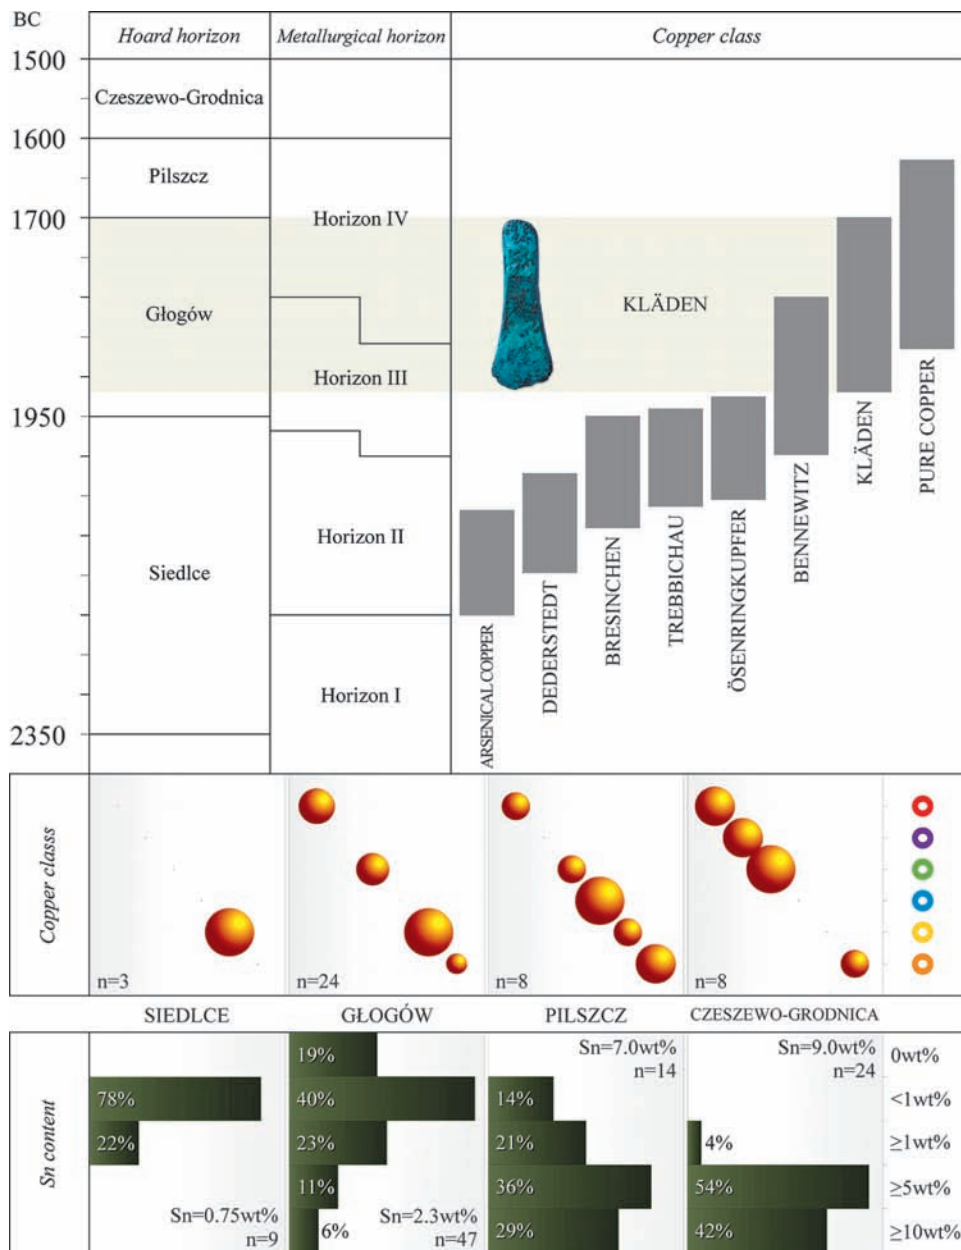 BC
Hoard horizon
Metallurgical horizon
Copper class
1500
Czeszewo-Grodnica
1600
Pilszcz
1700
Horizon IV
Głogów
KLÄDEN
Horizon III
1950
Horizon II
Siedlce
Horizon I
2350
ARSENICAL COPPER
DEDERSTEDT
BRESINCHEN
TREBBICHAU
ÖSENRINGKUPFER
BENNEWITZ
KLÄDEN
PURE COPPER
Copper classs
n=3
n=24
n=8
n=8
SIEDLCE
GŁOGÓW
PILSZCZ
CZESZEWO-GRODNICA
Sn content
78%
22%
Sn=0.75wt%
n=9
19%
40%
23%
11%
6%
Sn=2.3wt%
n=47
Sn=7.0wt%
n=14
14%
21%
36%
29%
Sn=9.0wt%
n=24
4%
54%
42%
0wt%
<1wt%
≥1wt%
≥5wt%
≥10wt%